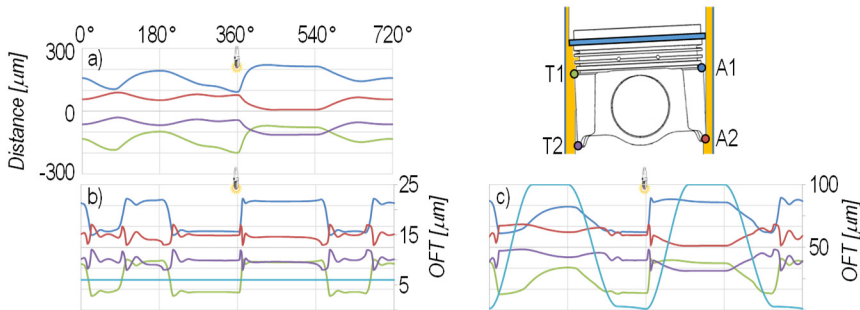 0° 180° 360° 540° 720°
300
a)
0
-300
Distance [μm]
T1 A1
T2 A2
b)
25
15
5
OFT [μm]
c)
100
50
0
OFT [μm]